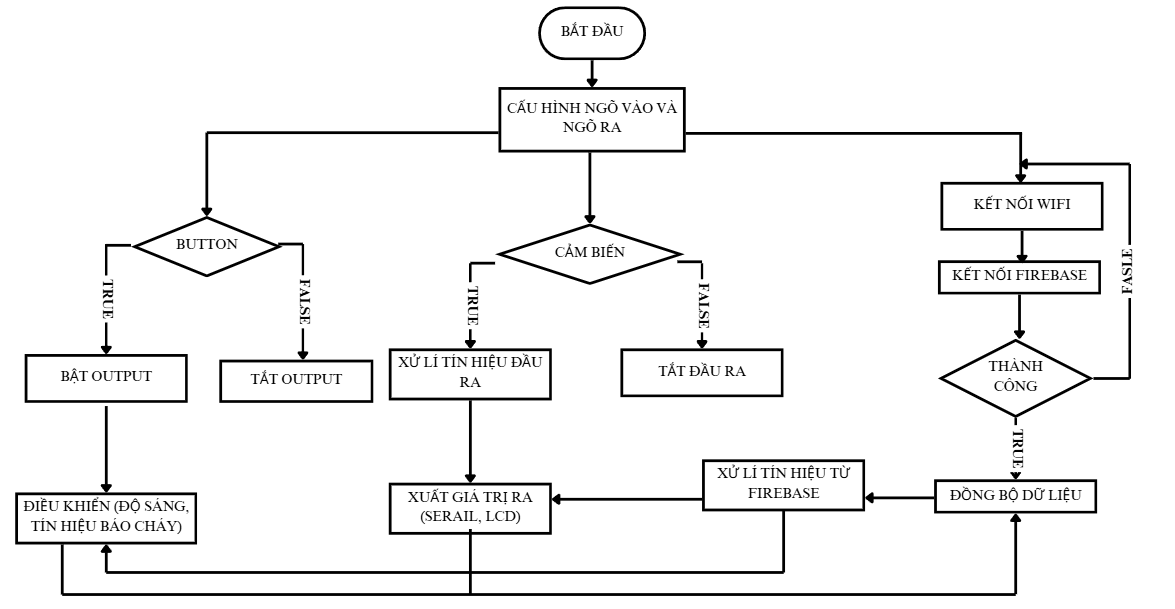 BẮT ĐẦU
CẤU HÌNH NGÕ VÀO VÀ
NGÕ RA
BUTTON
CẢM BIẾN
KẾT NỐI WIFI
KẾT NỐI FIREBASE
FASLE
TRUE
FALSE
TRUE
FALSE
THÀNH
CÔNG
BẬT OUTPUT
TẮT OUTPUT
XỬ LÍ TÍN HIỆU ĐẦU
RA
TẮT ĐẦU RA
TRUE
ĐIỀU KHIỂN (ĐỘ SÁNG,
TÍN HIỆU BÁO CHÁY)
XUẤT GIÁ TRỊ RA
(SERAIL, LCD)
XỬ LÍ TÍN HIỆU TỪ
FIREBASE
ĐỒNG BỘ DỮ LIỆU